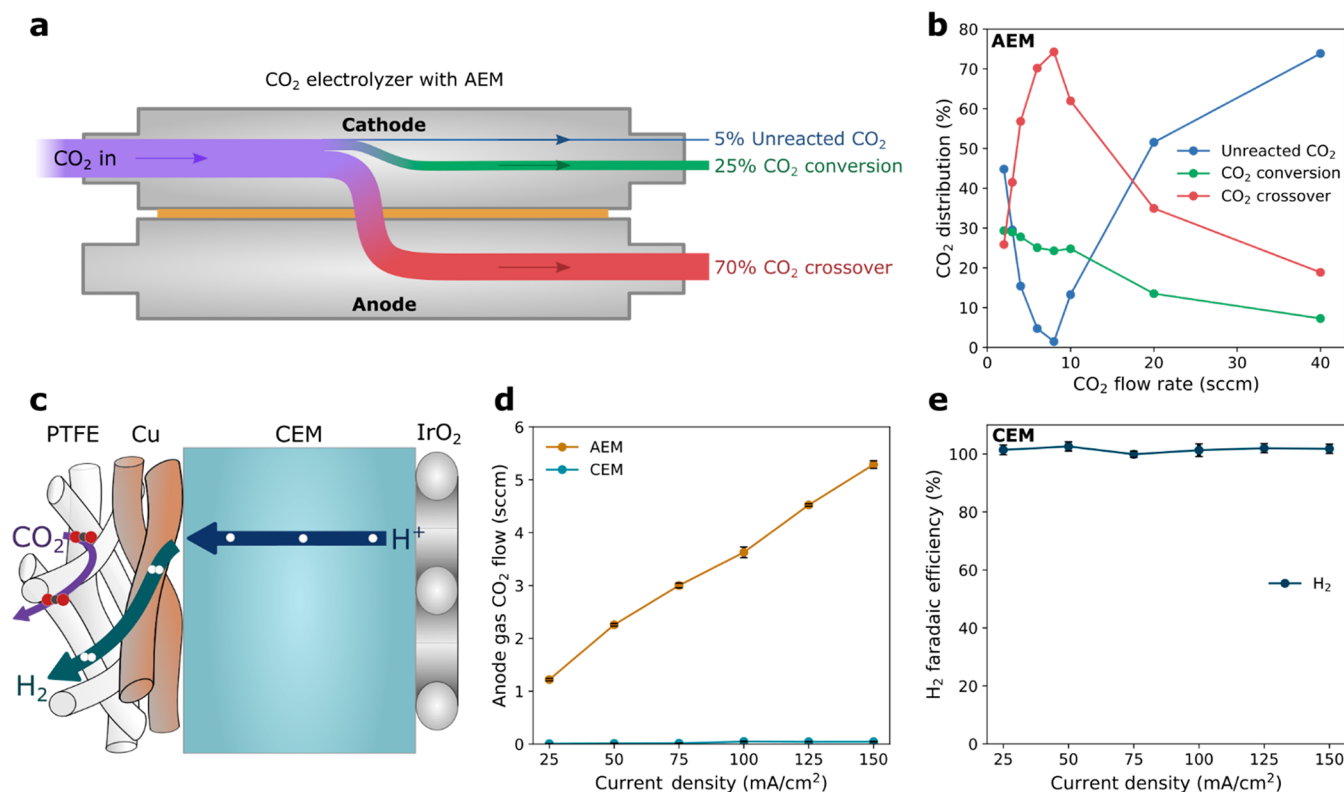 a
CO₂ electrolyzer with AEM
Cathode
CO₂ in
5% Unreacted CO₂
25% CO₂ conversion
70% CO₂ crossover
Anode
b
AEM
80
70
60
50
40
30
20
10
0
CO₂ distribution (%)
Unreacted CO₂
CO₂ conversion
CO₂ crossover
0
10
20
30
40
CO₂ flow rate (sccm)
c
PTFE
Cu
CEM
IrO₂
CO₂
H⁺
H₂
d
6
5
4
3
2
1
0
Anode gas CO₂ flow (sccm)
AEM
CEM
25
50
75
100
125
150
Current density (mA/cm²)
e
CEM
100
80
60
40
20
0
H₂ faradaic efficiency (%)
H₂
25
50
75
100
125
150
Current density (mA/cm²)